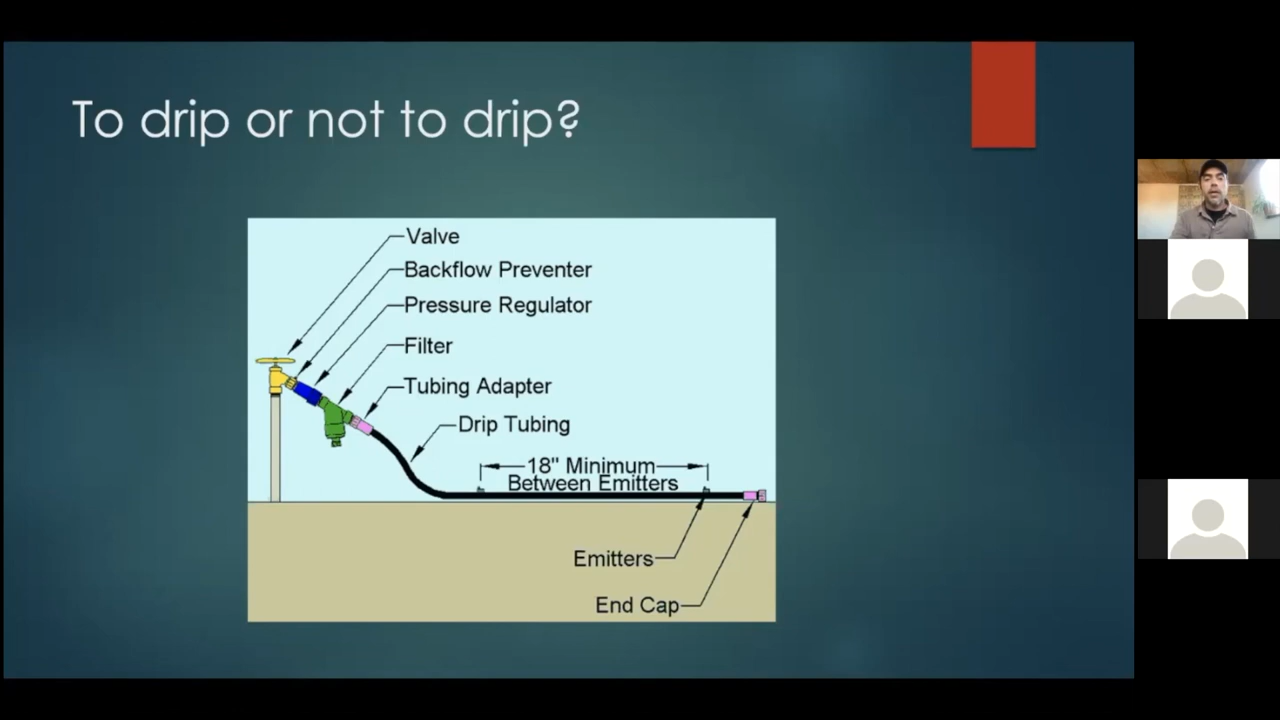 To drip or not to drip?
Valve
Backflow Preventer
Pressure Regulator
Filter
Tubing Adapter
Drip Tubing
18" Minimum
Between Emitters
Emitters
End Cap